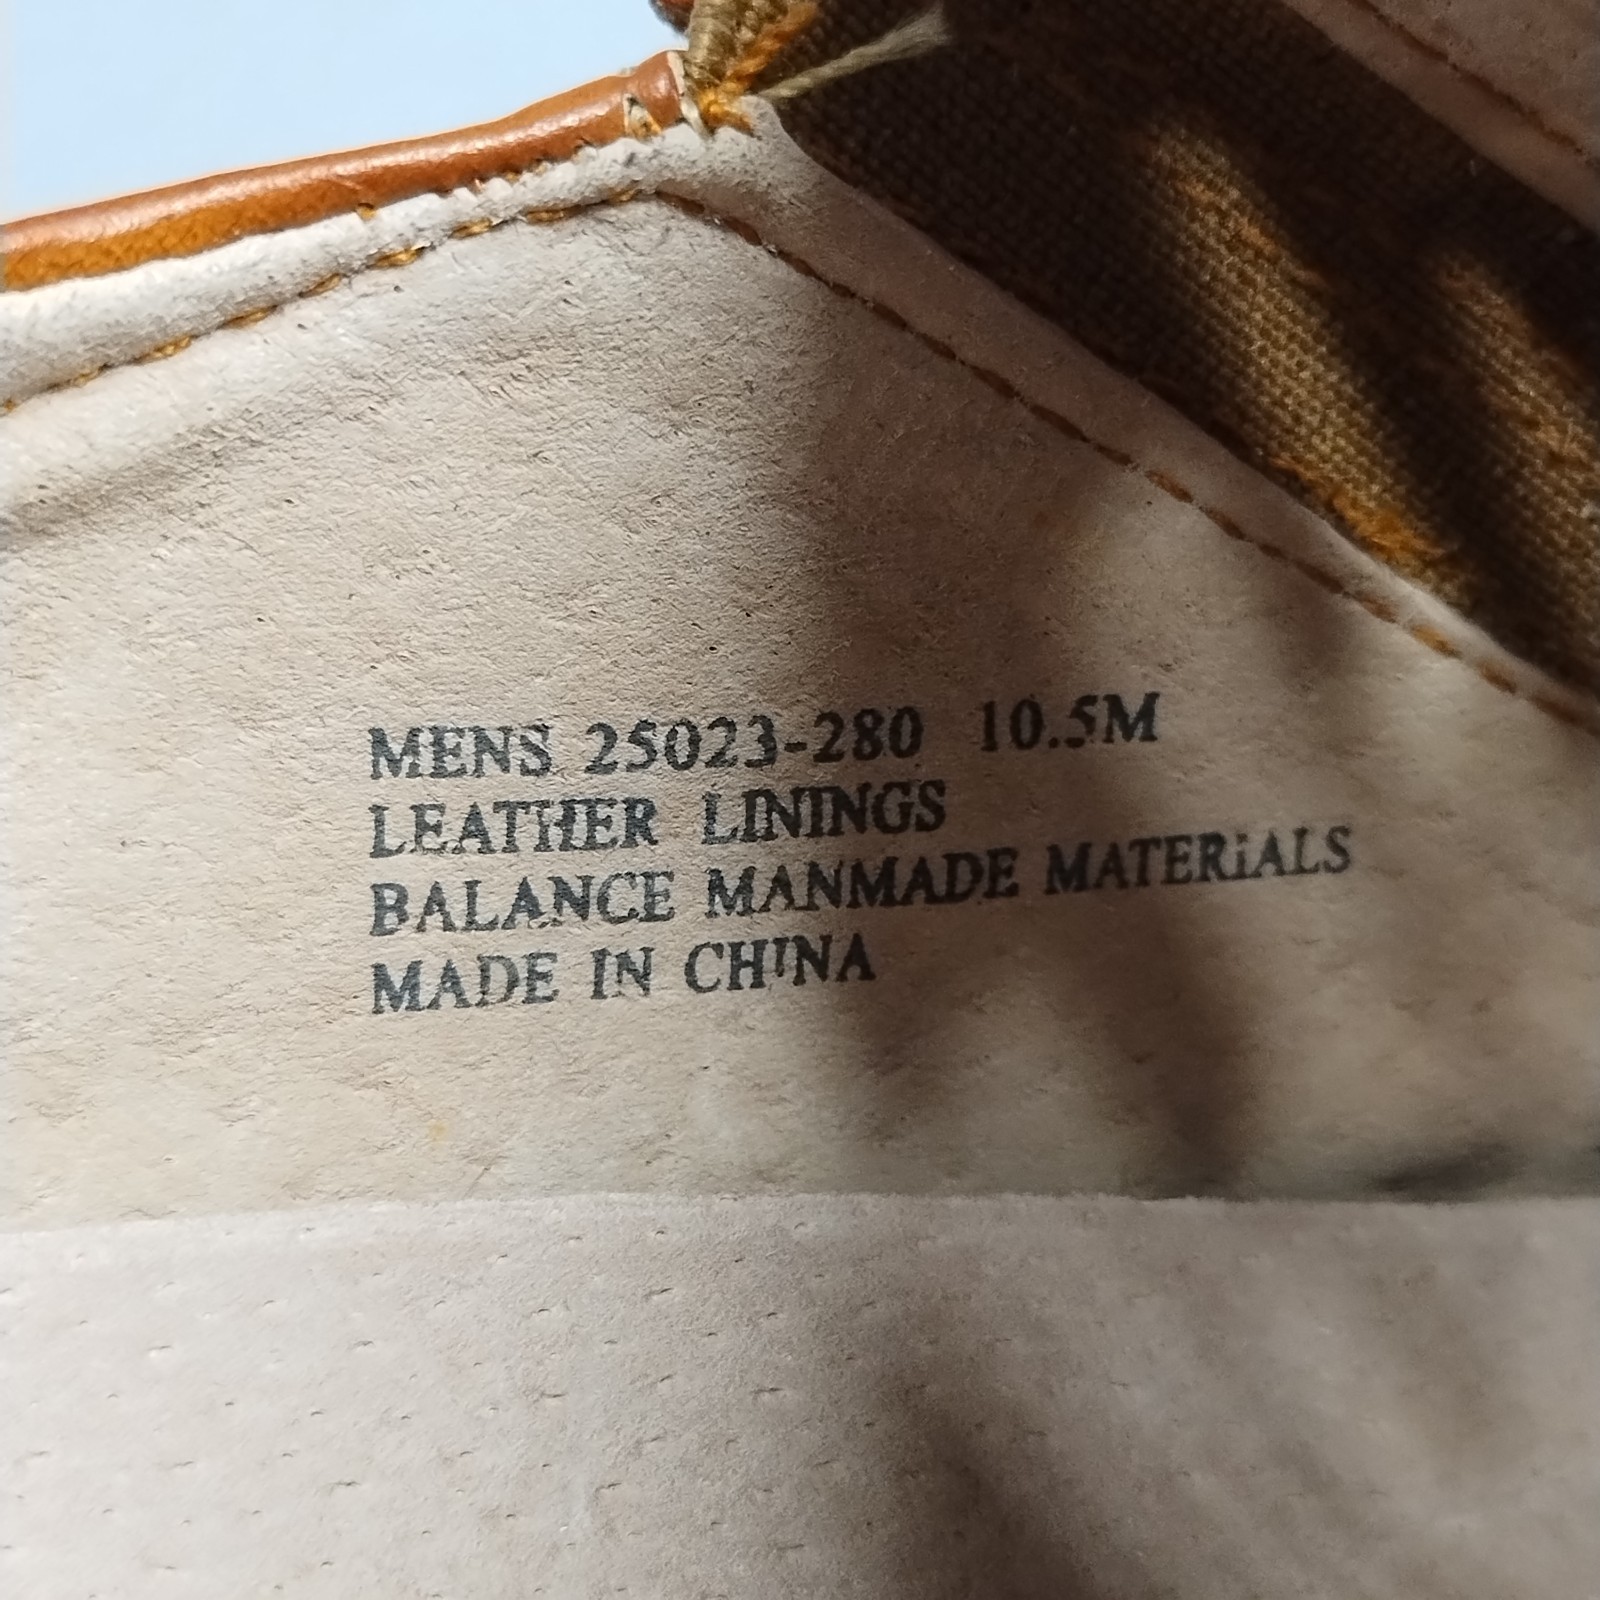 MENS 25023-280 10.5M
LEATHER LININGS
BALANCE MANMADE MATERiALS
MADE IN CHINA